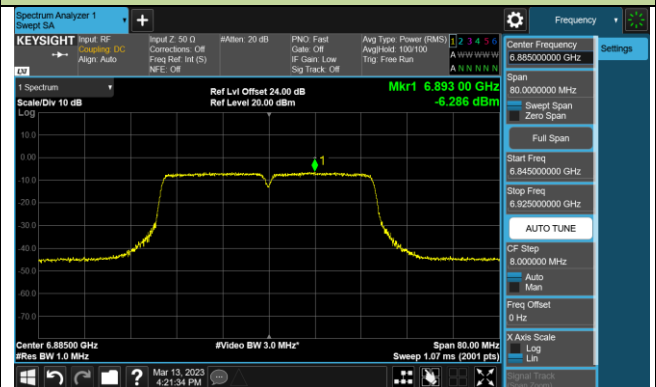 Spectrum Analyzer 1
Swept SA
Frequency
KEYSIGHT
Input: RF
Coupling: DC
Align: Auto
Input Z: 50 Ω
Corrections: Off
Freq Ref: Int (S)
NFE: Off
#Atten: 20 dB
PNO: Fast
Gate: Off
IF Gain: Low
Sig Track: Off
Avg Type: Power (RMS)
Avg|Hold: 100/100
Trig: Free Run
1 2 3 4 5 6
A W W W W W
A N N N N N
LXI
1 Spectrum
Scale/Div 10 dB
Log
Ref Lvl Offset 24.00 dB
Ref Level 20.00 dBm
Mkr1 6.893 00 GHz
-6.286 dBm
10.0
0.00
-10.0
-20.0
-30.0
-40.0
-50.0
-60.0
-70.0
1
Center 6.88500 GHz
#Res BW 1.0 MHz
#Video BW 3.0 MHz*
Span 80.00 MHz
Sweep 1.07 ms (2001 pts)
Mar 13, 2023
4:21:34 PM
Center Frequency
6.885000000 GHz
Settings
Span
80.0000000 MHz
Swept Span
Zero Span
Full Span
Start Freq
6.845000000 GHz
Stop Freq
6.925000000 GHz
AUTO TUNE
CF Step
8.000000 MHz
Auto
Man
Freq Offset
0 Hz
X Axis Scale
Log
Lin
Signal Track
(Span Zoom)